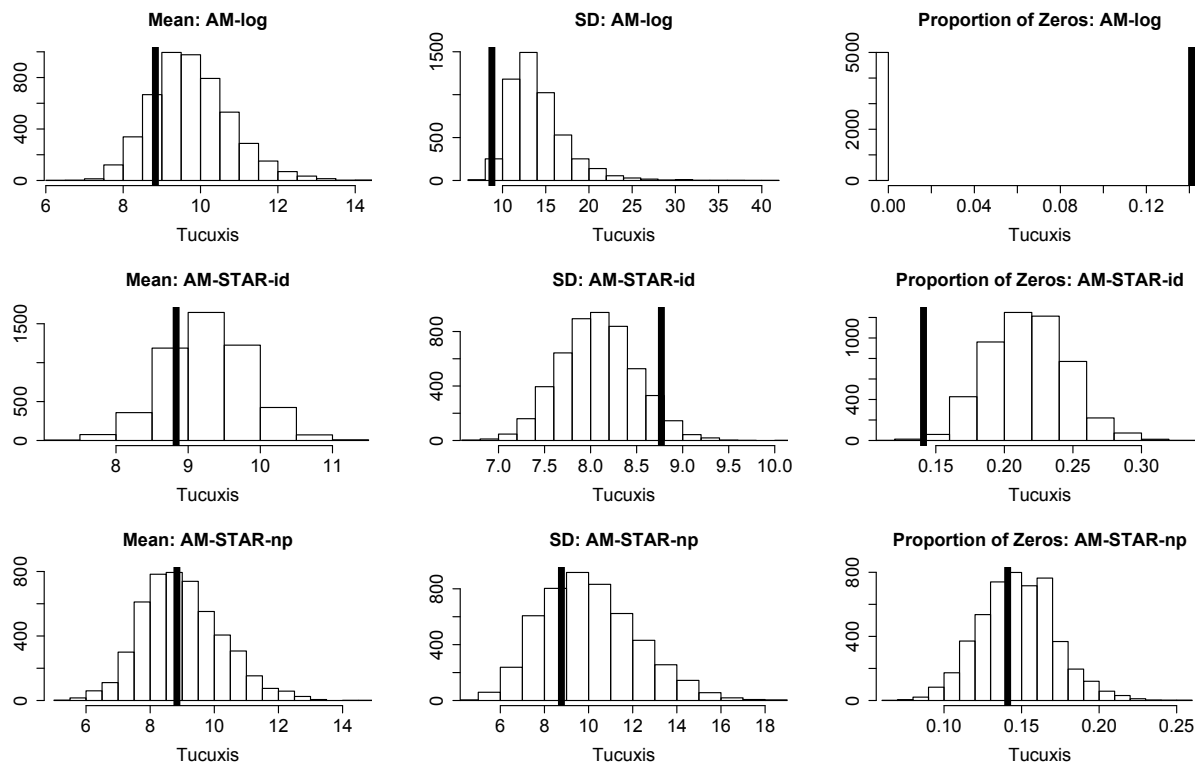 Mean: AM-log
0 400 800
6 8 10 12 14
Tucuxis
SD: AM-log
0 500 1500
10 15 20 25 30 35 40
Tucuxis
Proportion of Zeros: AM-log
0 2000 5000
0.00 0.04 0.08 0.12
Tucuxis
Mean: AM-STAR-id
0 500 1500
8 9 10 11
Tucuxis
SD: AM-STAR-id
0 400 800
7.0 7.5 8.0 8.5 9.0 9.5 10.0
Tucuxis
Proportion of Zeros: AM-STAR-id
0 400 1000
0.15 0.20 0.25 0.30
Tucuxis
Mean: AM-STAR-np
0 400 800
6 8 10 12 14
Tucuxis
SD: AM-STAR-np
0 400 800
6 8 10 12 14 16 18
Tucuxis
Proportion of Zeros: AM-STAR-np
0 400 800
0.10 0.15 0.20 0.25
Tucuxis